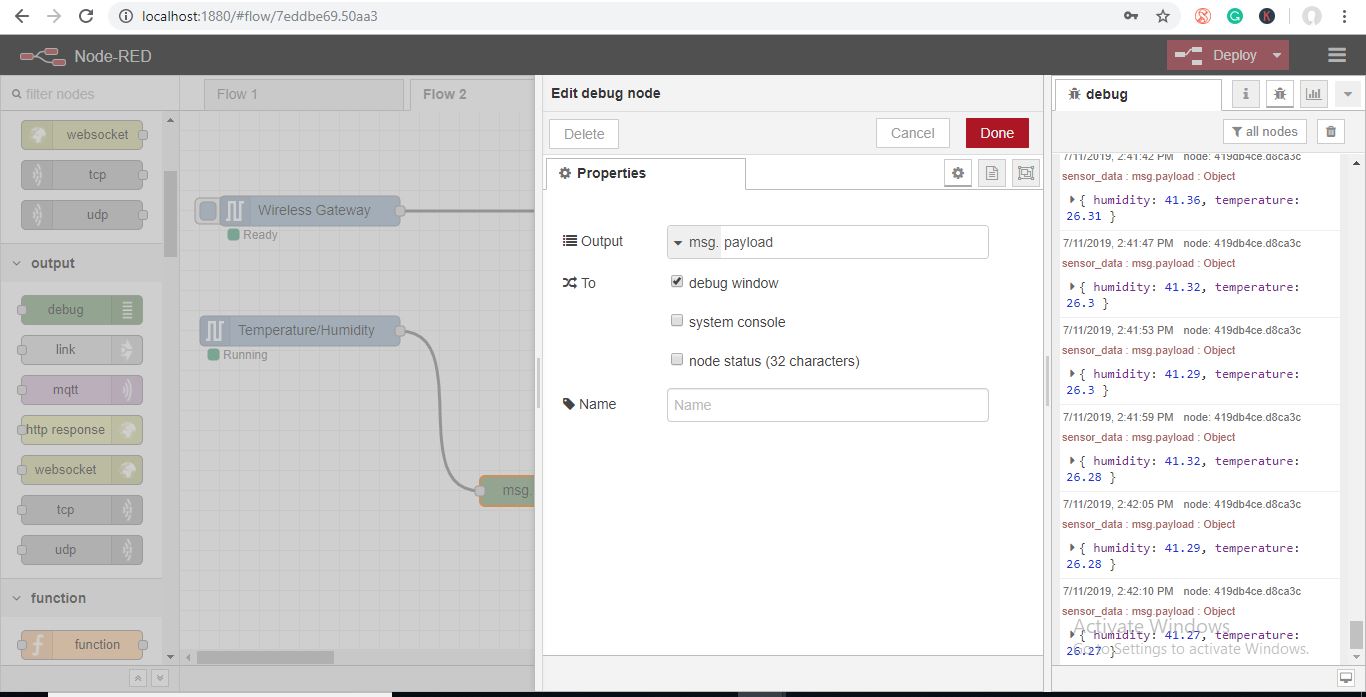 localhost:1880/#flow/7eddbe69.50aa3
Node-RED
Deploy
filter nodes
websocket
tcp
udp
output
debug
link
mqtt
http response
websocket
tcp
udp
function
function
Flow 1
Flow 2
Wireless Gateway
Ready
Temperature/Humidity
Running
msg.
Edit debug node
Delete
Cancel
Done
Properties
Output
msg. payload
To
debug window
system console
node status (32 characters)
Name
Name
debug
i
all nodes
7/11/2019, 2:41:42 PM node: 419db4ce.d8ca3c
sensor_data : msg.payload : Object
{ humidity: 41.36, temperature:
26.31 }
7/11/2019, 2:41:47 PM node: 419db4ce.d8ca3c
sensor_data : msg.payload : Object
{ humidity: 41.32, temperature:
26.3 }
7/11/2019, 2:41:53 PM node: 419db4ce.d8ca3c
sensor_data : msg.payload : Object
{ humidity: 41.29, temperature:
26.3 }
7/11/2019, 2:41:59 PM node: 419db4ce.d8ca3c
sensor_data : msg.payload : Object
{ humidity: 41.32, temperature:
26.28 }
7/11/2019, 2:42:05 PM node: 419db4ce.d8ca3c
sensor_data : msg.payload : Object
{ humidity: 41.29, temperature:
26.28 }
7/11/2019, 2:42:10 PM node: 419db4ce.d8ca3c
sensor_data : msg.payload : Object
{ humidity: 41.27, temperature:
26.27 }
Activate Windows
Go to Settings to activate Windows.